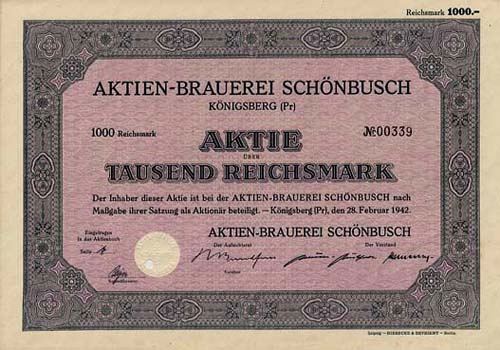 Reichsmark 1000.-
AKTIEN-BRAUEREI SCHÖNBUSCH
KÖNIGSBERG (Pr)
1000 Reichsmark
AKTIE
№ 00339
ÜBER
TAUSEND REICHSMARK
Der Inhaber dieser Aktie ist bei der AKTIEN-BRAUEREI SCHÖNBUSCH nach
Maßgabe ihrer Satzung als Aktionär beteiligt. — Königsberg (Pr), den 28. Februar 1942.
Eingetragen
in das Aktienbuch
AKTIEN-BRAUEREI SCHÖNBUSCH
Der Aufsichtsrat
Der Vorstand
Seite
Vorsitzer
Leipzig — GIESECKE & DEVRIENT — Berlin